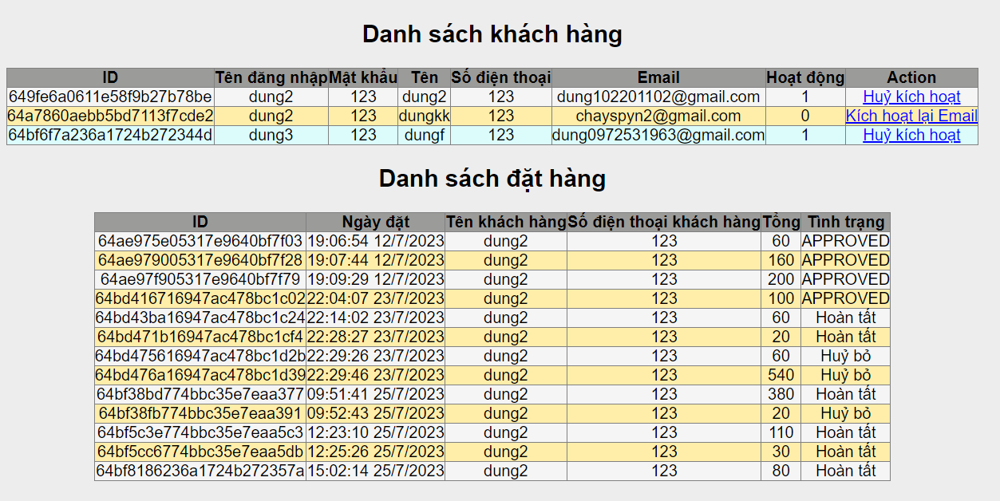 Danh sách khách hàng
ID Tên đăng nhập Mật khẩu Tên Số điện thoại Email Hoạt động Action
649fe6a0611e58f9b27b78be dung2 123 dung2 123 dung102201102@gmail.com 1 Huỷ kích hoạt
64a7860aebb5bd7113f7cde2 dung2 123 dungkk 123 chayspyn2@gmail.com 0 Kích hoạt lại Email
64bf6f7a236a1724b272344d dung3 123 dungf 123 dung0972531963@gmail.com 1 Huỷ kích hoạt
Danh sách đặt hàng
ID Ngày đặt Tên khách hàng Số điện thoại khách hàng Tổng Tình trạng
64ae975e05317e9640bf7f03 19:06:54 12/7/2023 dung2 123 60 APPROVED
64ae979005317e9640bf7f28 19:07:44 12/7/2023 dung2 123 160 APPROVED
64ae97f905317e9640bf7f79 19:09:29 12/7/2023 dung2 123 200 APPROVED
64bd416716947ac478bc1c02 22:04:07 23/7/2023 dung2 123 100 APPROVED
64bd43ba16947ac478bc1c24 22:14:02 23/7/2023 dung2 123 60 Hoàn tất
64bd471b16947ac478bc1cf4 22:28:27 23/7/2023 dung2 123 20 Hoàn tất
64bd475616947ac478bc1d2b 22:29:26 23/7/2023 dung2 123 60 Huỷ bỏ
64bd476a16947ac478bc1d39 22:29:46 23/7/2023 dung2 123 540 Huỷ bỏ
64bf38bd774bbc35e7eaa377 09:51:41 25/7/2023 dung2 123 380 Hoàn tất
64bf38fb774bbc35e7eaa391 09:52:43 25/7/2023 dung2 123 20 Huỷ bỏ
64bf5c3e774bbc35e7eaa5c3 12:23:10 25/7/2023 dung2 123 110 Hoàn tất
64bf5cc6774bbc35e7eaa5db 12:25:26 25/7/2023 dung2 123 30 Hoàn tất
64bf8186236a1724b272357a 15:02:14 25/7/2023 dung2 123 80 Hoàn tất